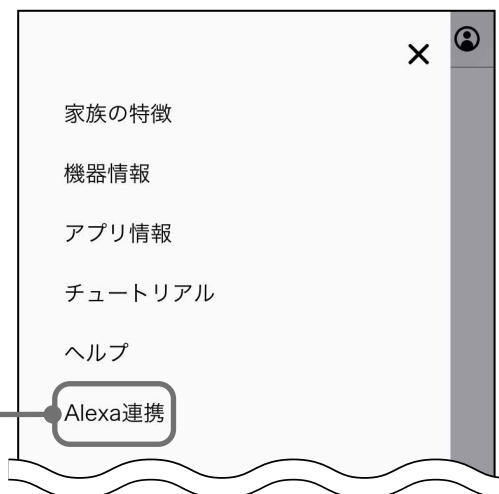 家族の特徴
機器情報
アプリ情報
チュートリアル
ヘルプ
Alexa連携